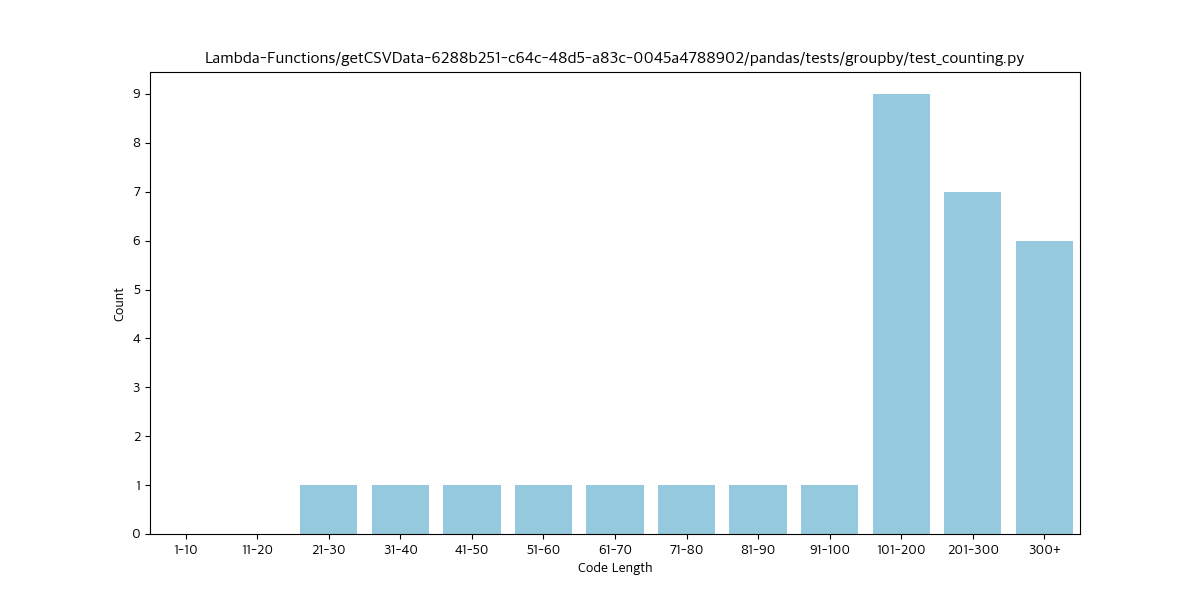 Lambda-Functions/getCSVData-6288b251-c64c-48d5-a83c-0045a4788902/pandas/tests/groupby/test_counting.py
9
8
7
6
5
4
3
2
1
0
Count
1-10 11-20 21-30 31-40 41-50 51-60 61-70 71-80 81-90 91-100 101-200 201-300 300+
Code Length